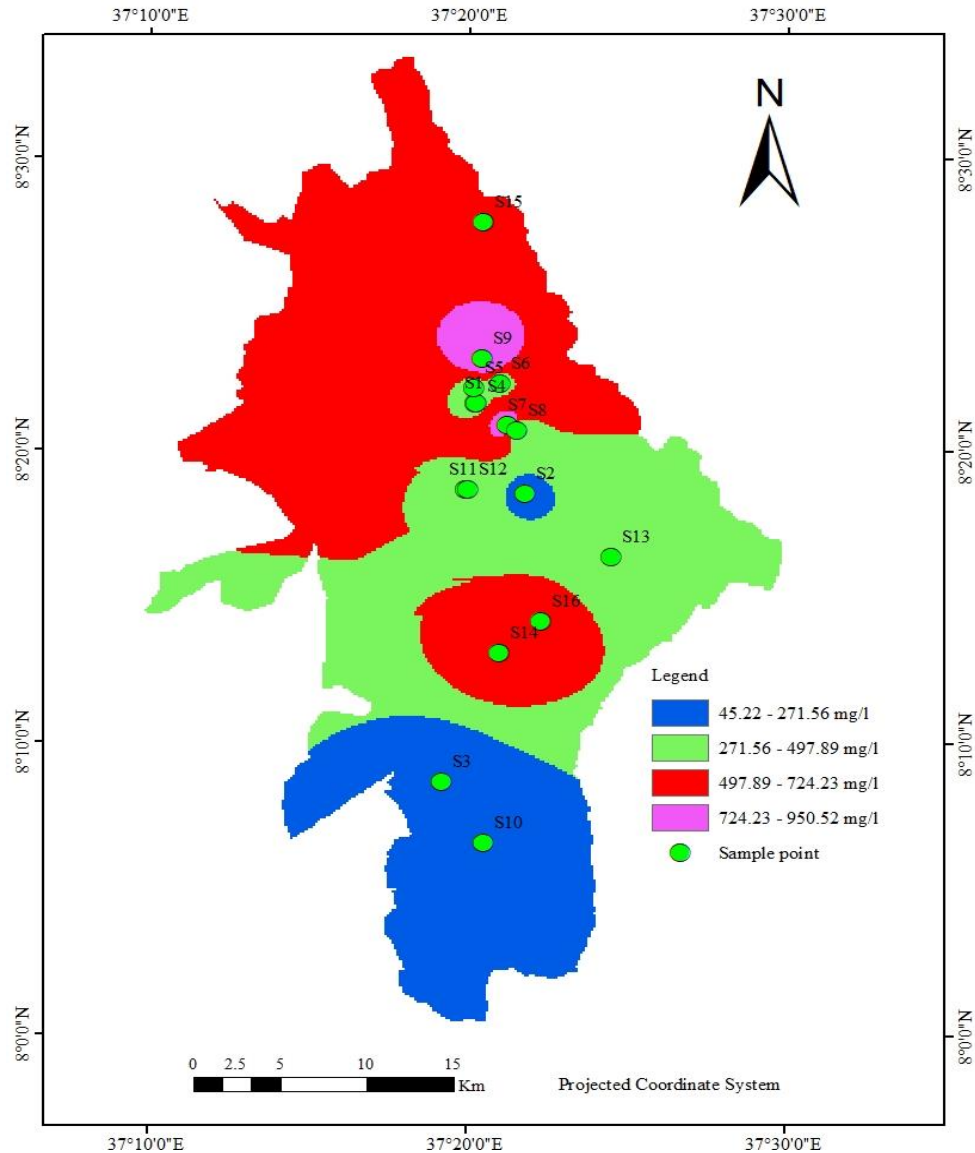 37°10'0"E 37°20'0"E 37°30'0"E
N
8°30'0"N 8°30'0"N
S15
S9
S6
S5
S1 S4
S7 S8
8°20'0"N 8°20'0"N
S11 S12 S2
S13
S16
S14
Legend
45.22 - 271.56 mg/l
271.56 - 497.89 mg/l
497.89 - 724.23 mg/l
724.23 - 950.52 mg/l
Sample point
8°10'0"N 8°10'0"N
S3
S10
8°0'0"N 8°0'0"N
0 2.5 5 10 15
Km
Projected Coordinate System
37°10'0"E 37°20'0"E 37°30'0"E